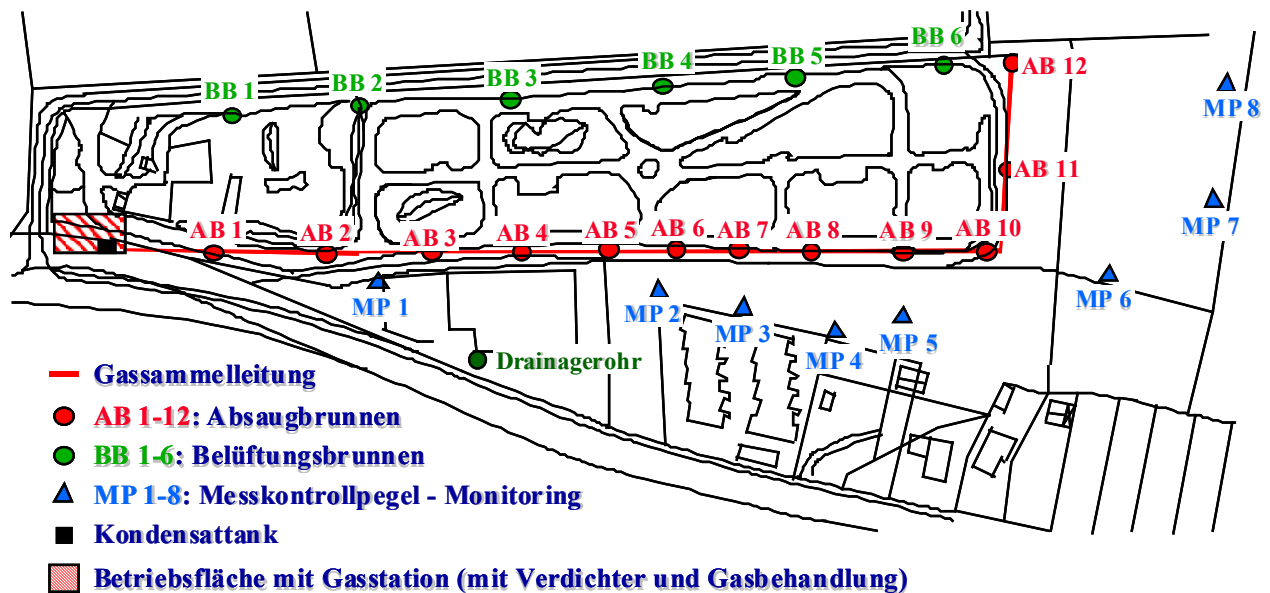 BB 6
BB 5
BB 4
BB 3
BB 2
BB 1
AB 12
MP 8
AB 11
MP 7
AB 1
AB 2
AB 3
AB 4
AB 5
AB 6
AB 7
AB 8
AB 9
AB 10
MP 1
MP 2
MP 3
MP 4
MP 5
MP 6
Drainagerohr
Gassammelleitung
AB 1-12: Absaugbrunnen
BB 1-6: Belüftungsbrunnen
MP 1-8: Messkontrollpegel - Monitoring
Kondensattank
Betriebsfläche mit Gasstation (mit Verdichter und Gasbehandlung)